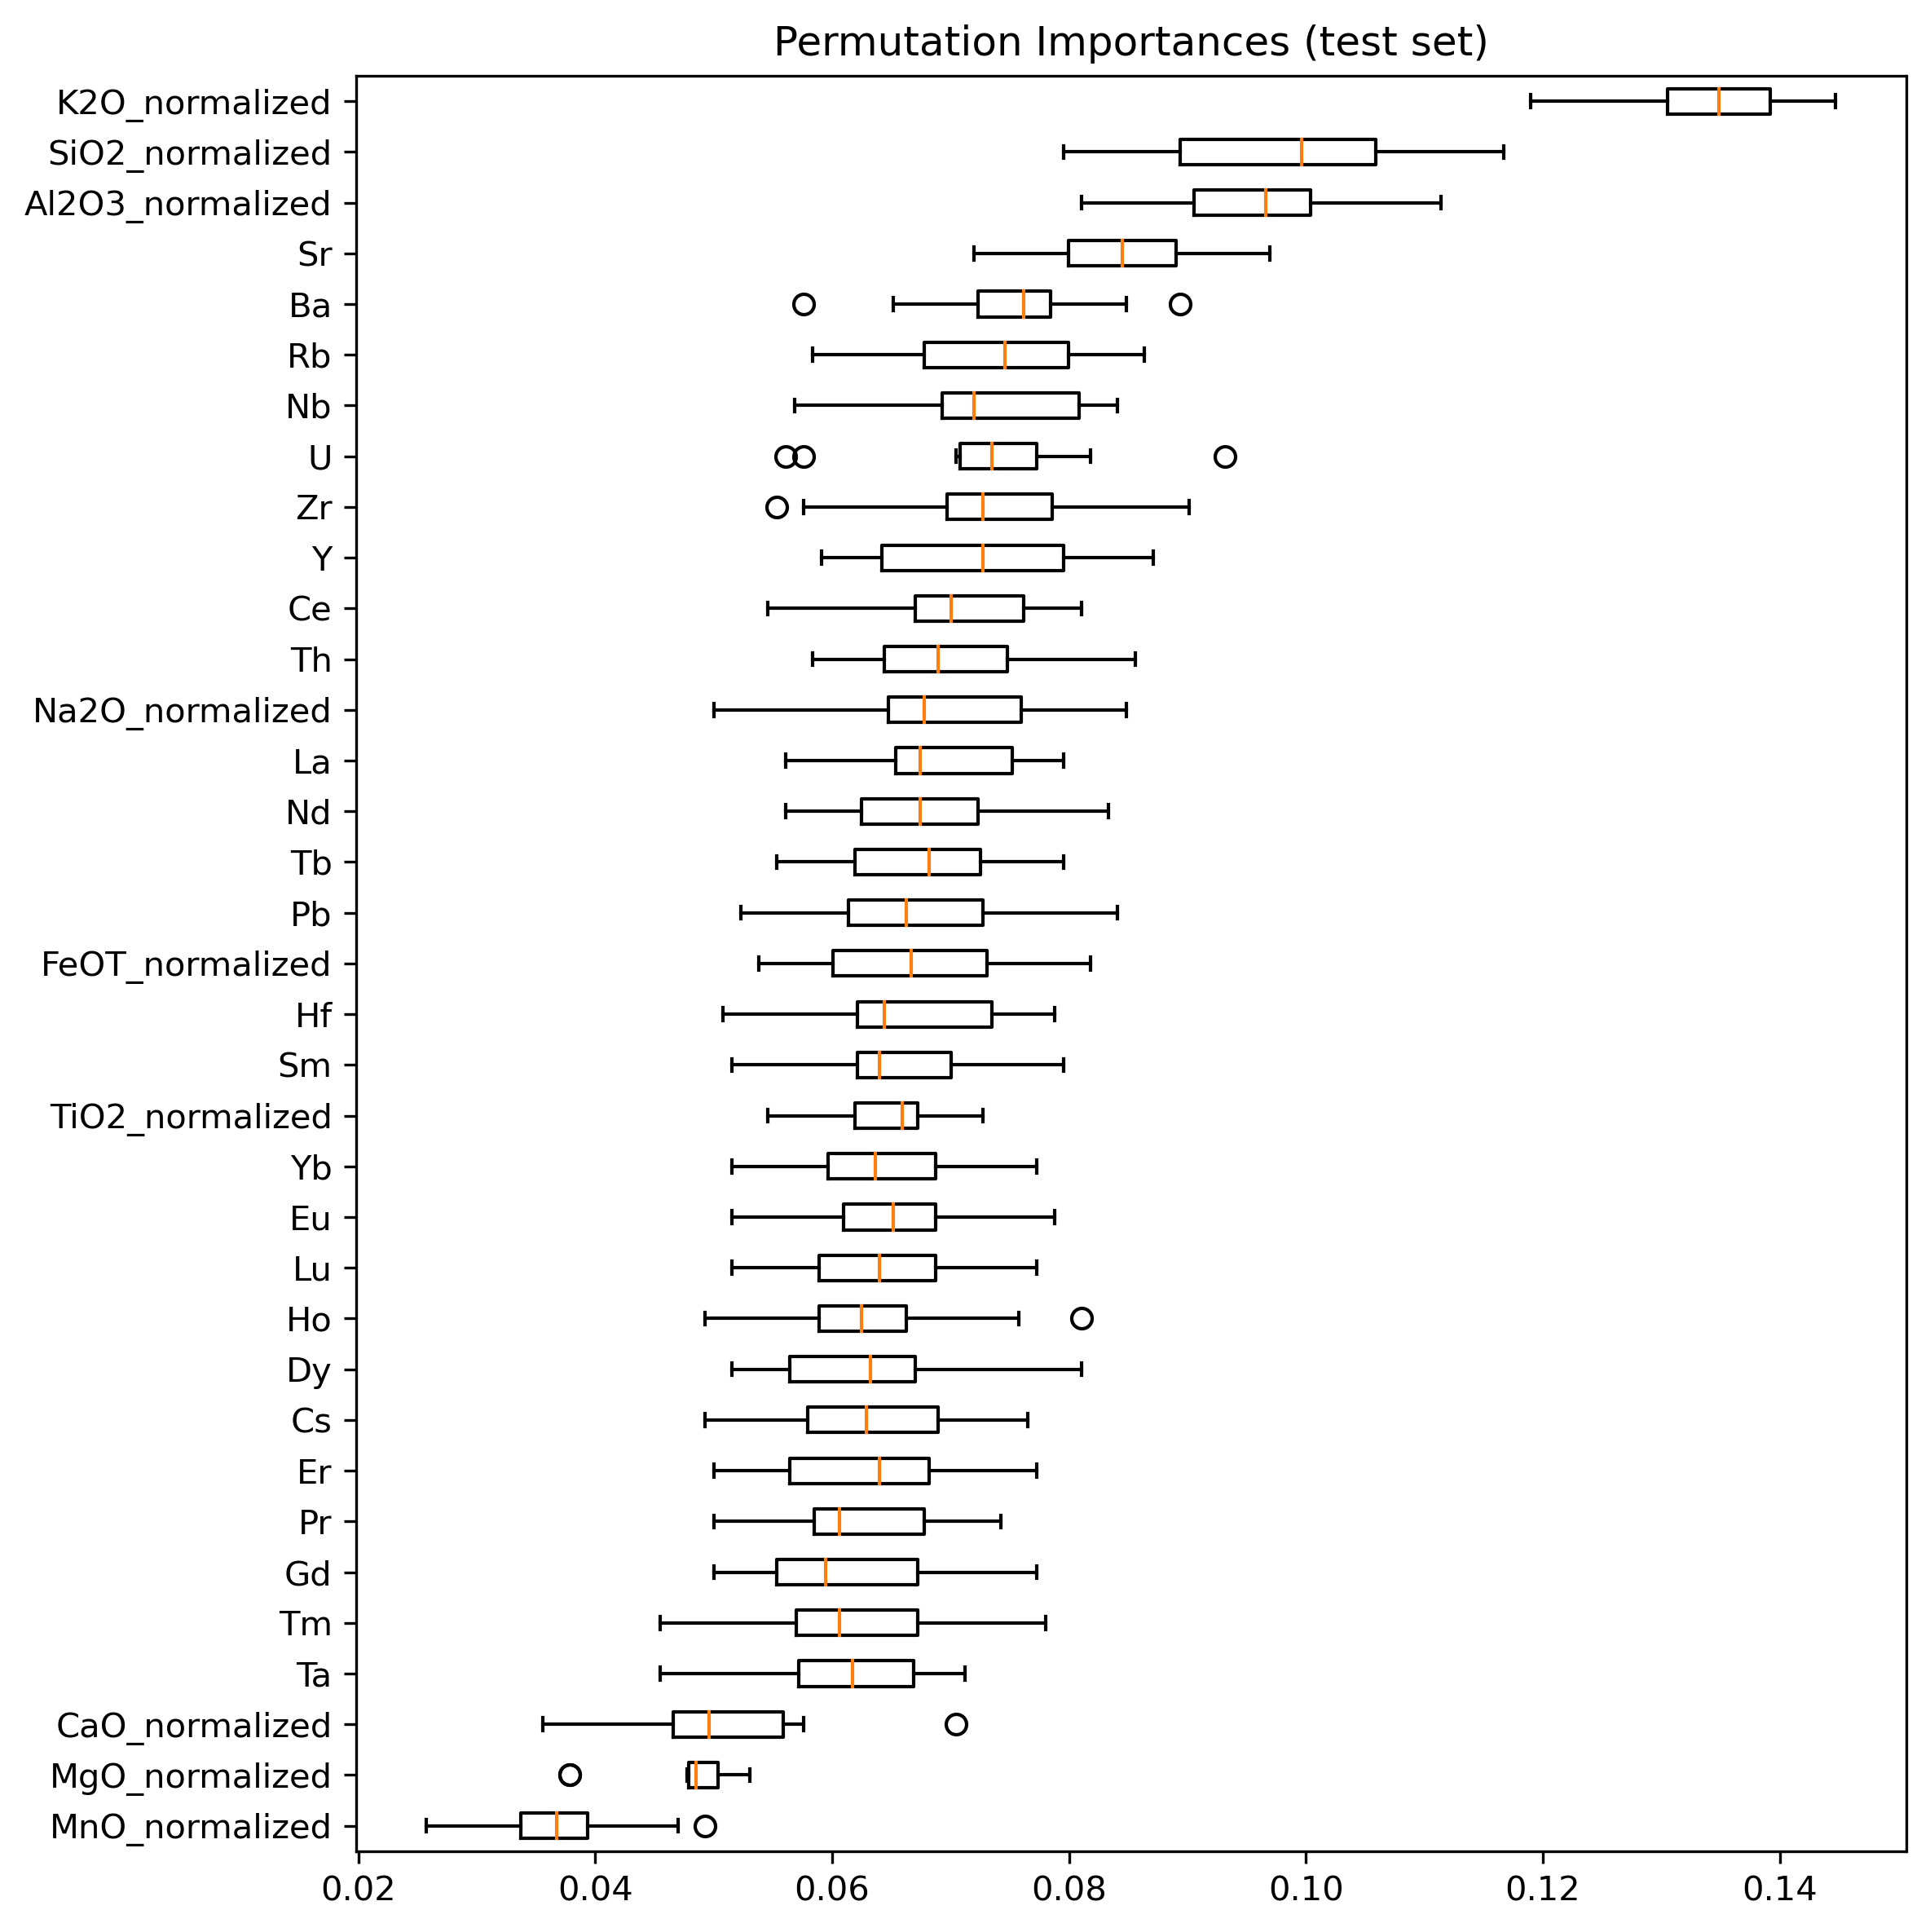 Permutation Importances (test set)
K2O_normalized
SiO2_normalized
Al2O3_normalized
Sr
Ba
Rb
Nb
U
Zr
Y
Ce
Th
Na2O_normalized
La
Nd
Tb
Pb
FeOT_normalized
Hf
Sm
TiO2_normalized
Yb
Eu
Lu
Ho
Dy
Cs
Er
Pr
Gd
Tm
Ta
CaO_normalized
MgO_normalized
MnO_normalized
0.02 0.04 0.06 0.08 0.10 0.12 0.14